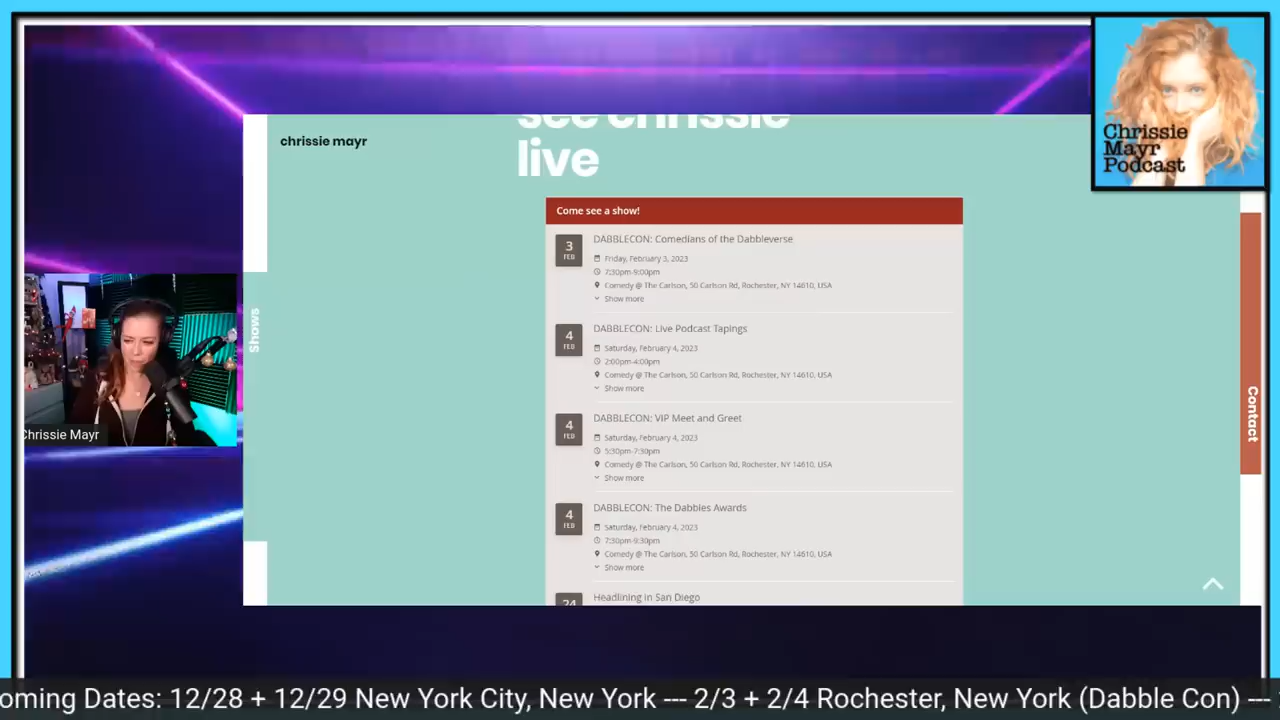 see chrissie
live
chrissie mayr
Chrissie
Mayr
Podcast
Come see a show!
3
FEB
DABBLECON: Comedians of the Dabbleverse
Friday, February 3, 2023
7:30pm-9:00pm
Comedy @ The Carlson, 50 Carlson Rd, Rochester, NY 14610, USA
Show more
4
FEB
DABBLECON: Live Podcast Tapings
Saturday, February 4, 2023
2:00pm-4:00pm
Comedy @ The Carlson, 50 Carlson Rd, Rochester, NY 14610, USA
Show more
4
FEB
DABBLECON: VIP Meet and Greet
Saturday, February 4, 2023
5:30pm-7:30pm
Comedy @ The Carlson, 50 Carlson Rd, Rochester, NY 14610, USA
Show more
4
FEB
DABBLECON: The Dabbies Awards
Saturday, February 4, 2023
7:30pm-9:30pm
Comedy @ The Carlson, 50 Carlson Rd, Rochester, NY 14610, USA
Show more
24
Headlining in San Diego
Shows
Contact
Chrissie Mayr
oming Dates: 12/28 + 12/29 New York City, New York --- 2/3 + 2/4 Rochester, New York (Dabble Con) ---